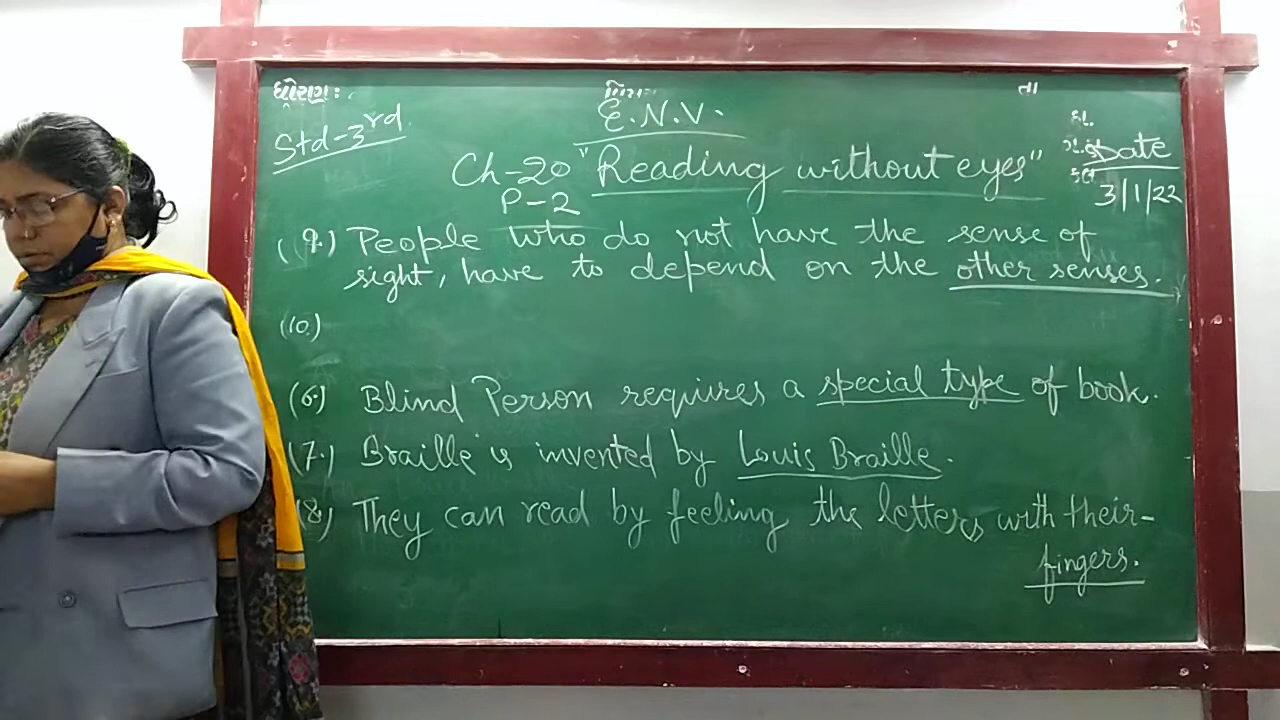 ધોરણ :
Std-3rd.
વિષય
E.N.V.
તા
Date
3/1/22
Ch-20 "Reading without eyes"
P-2
(9.) People who do not have the sense of
sight, have to depend on the other senses.
(10.)
(6.) Blind Person requires a special type of book.
(7.) Braille is invented by Louis Braille.
(8.) They can read by feeling the letters with their-
fingers.